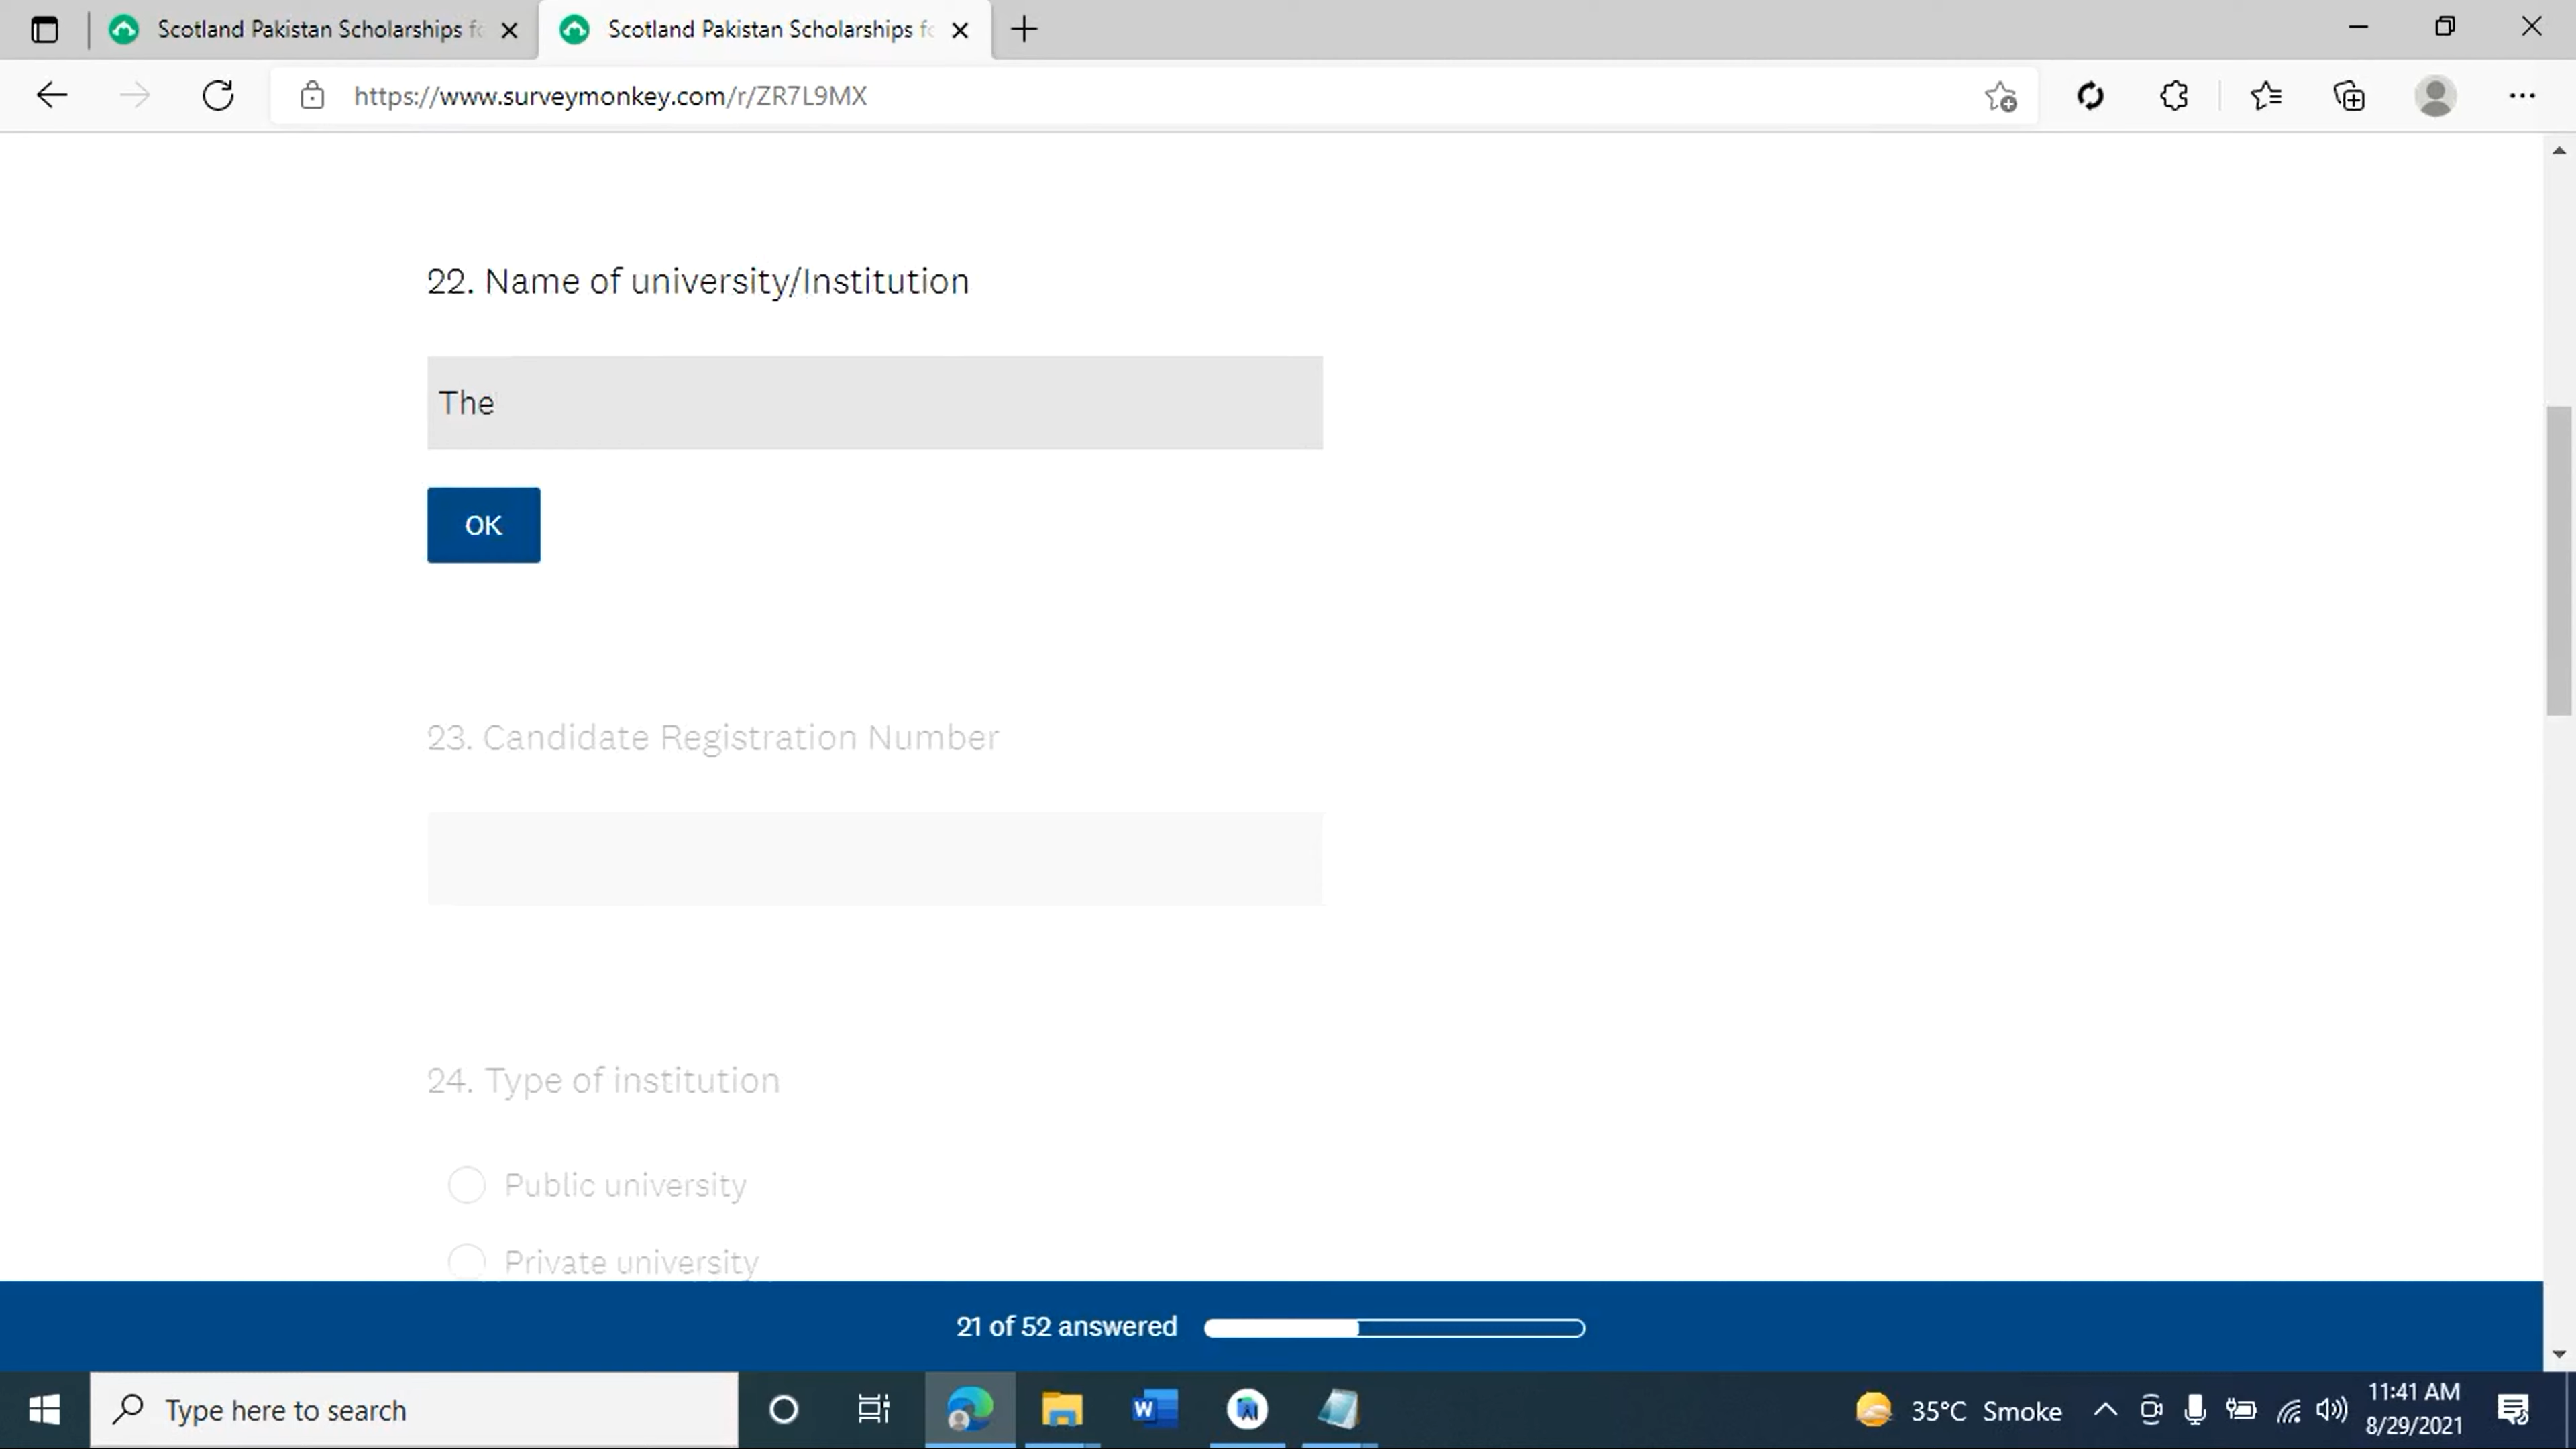 Scotland Pakistan Scholarships fo
Scotland Pakistan Scholarships fo
https://www.surveymonkey.com/r/ZR7L9MX
22. Name of university/Institution
The
OK
23. Candidate Registration Number
24. Type of institution
Public university
Private university
21 of 52 answered
Type here to search
35°C Smoke
11:41 AM
8/29/2021